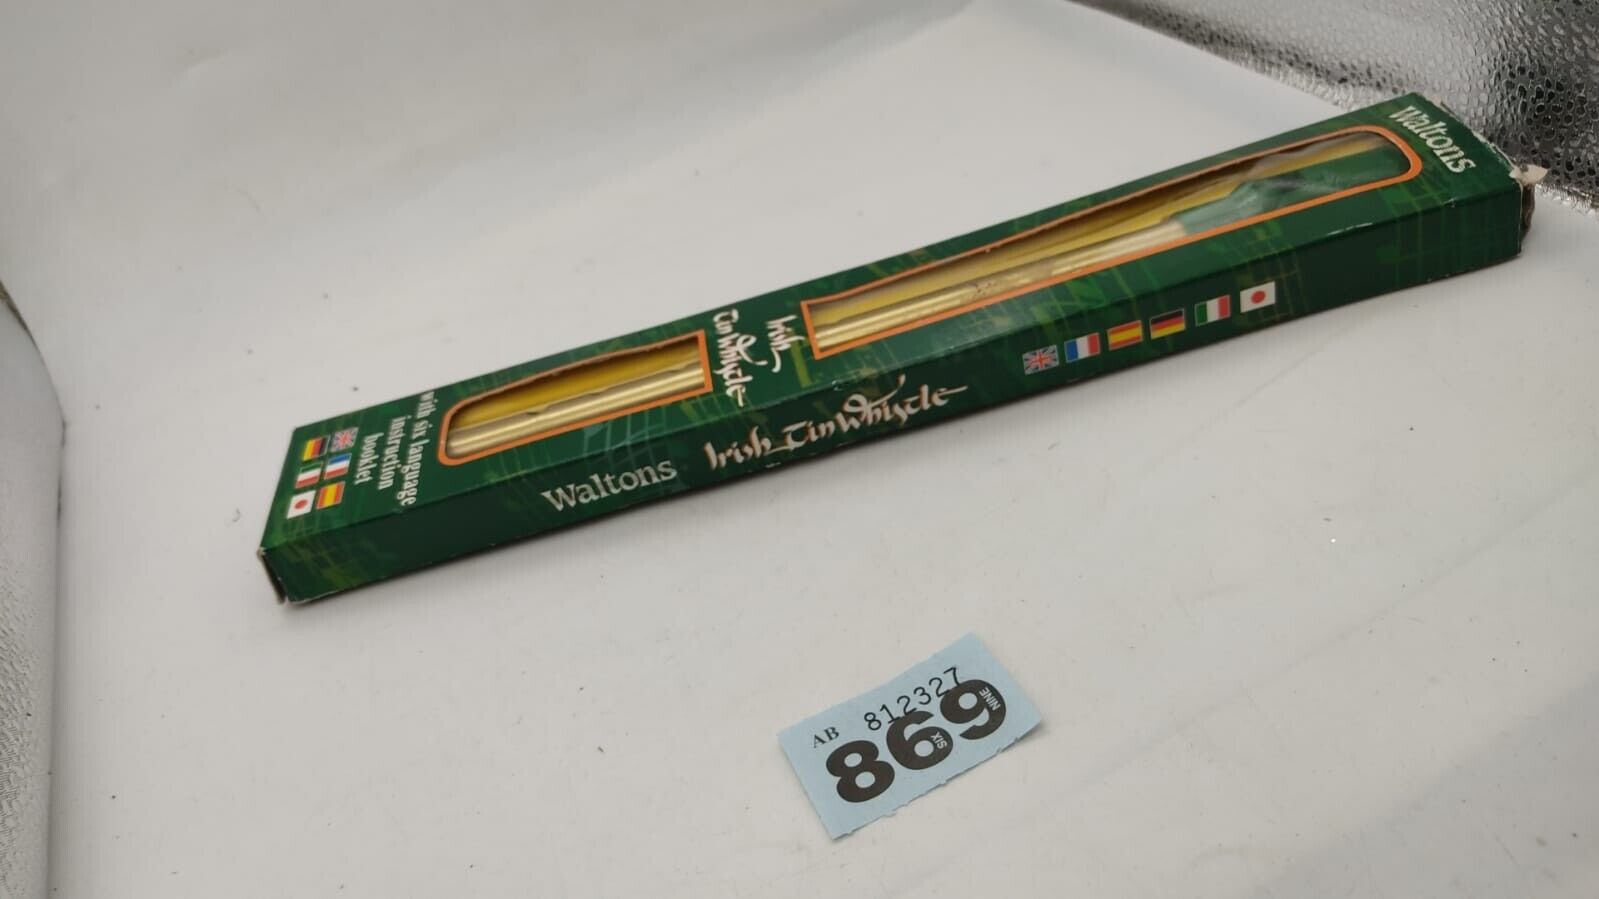 Waltons
Irish
Tin Whistle
with six language
instruction
booklet
Waltons
Irish Tin Whistle
AB 812327
869
SIX
NINE